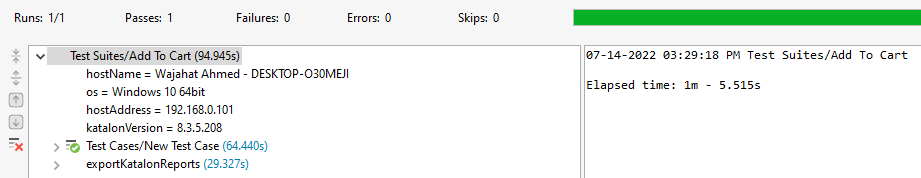 Runs: 1/1 Passes: 1 Failures: 0 Errors: 0 Skips: 0
Test Suites/Add To Cart (94.945s)
hostName = Wajahat Ahmed - DESKTOP-O30MEJI
os = Windows 10 64bit
hostAddress = 192.168.0.101
katalonVersion = 8.3.5.208
Test Cases/New Test Case (64.440s)
exportKatalonReports (29.327s)
07-14-2022 03:29:18 PM Test Suites/Add To Cart
Elapsed time: 1m - 5.515s